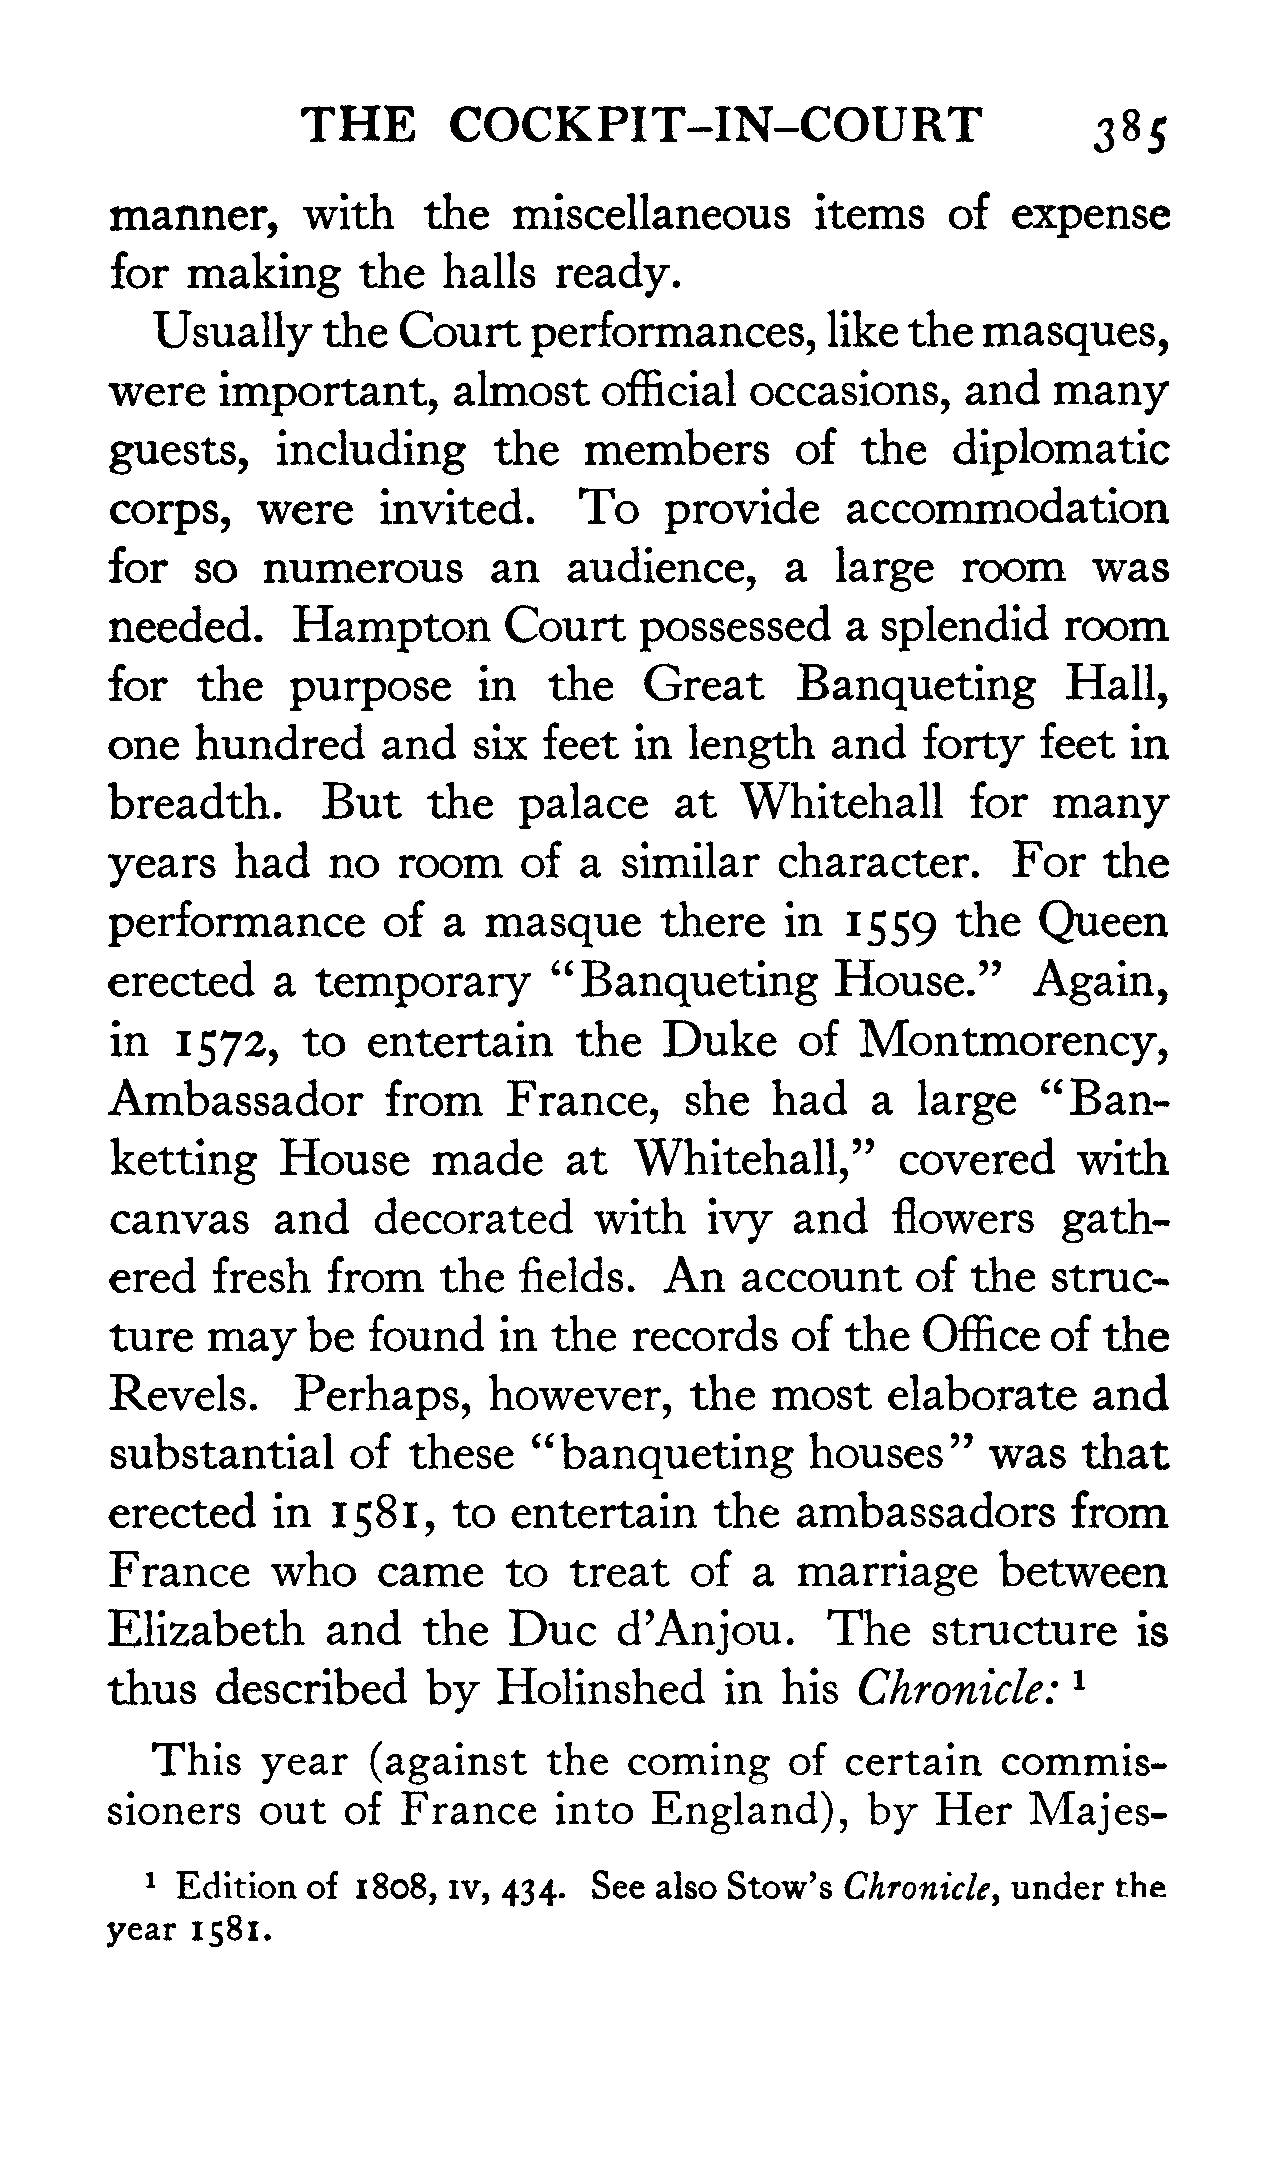 THE COCKPIT-IN-COURT 385
manner, with the miscellaneous items of expense
for making the halls ready.
Usually the Court performances, like the masques,
were important, almost official occasions, and many
guests, including the members of the diplomatic
corps, were invited. To provide accommodation
for so numerous an audience, a large room was
needed. Hampton Court possessed a splendid room
for the purpose in the Great Banqueting Hall,
one hundred and six feet in length and forty feet in
breadth. But the palace at Whitehall for many
years had no room of a similar character. For the
performance of a masque there in 1559 the Queen
erected a temporary “Banqueting House.” Again,
in 1572, to entertain the Duke of Montmorency,
Ambassador from France, she had a large “Ban-
ketting House made at Whitehall,” covered with
canvas and decorated with ivy and flowers gath-
ered fresh from the fields. An account of the struc-
ture may be found in the records of the Office of the
Revels. Perhaps, however, the most elaborate and
substantial of these “banqueting houses” was that
erected in 1581, to entertain the ambassadors from
France who came to treat of a marriage between
Elizabeth and the Duc d’Anjou. The structure is
thus described by Holinshed in his Chronicle: ¹
This year (against the coming of certain commis-
sioners out of France into England), by Her Majes-
¹ Edition of 1808, IV, 434. See also Stow’s Chronicle, under the
year 1581.